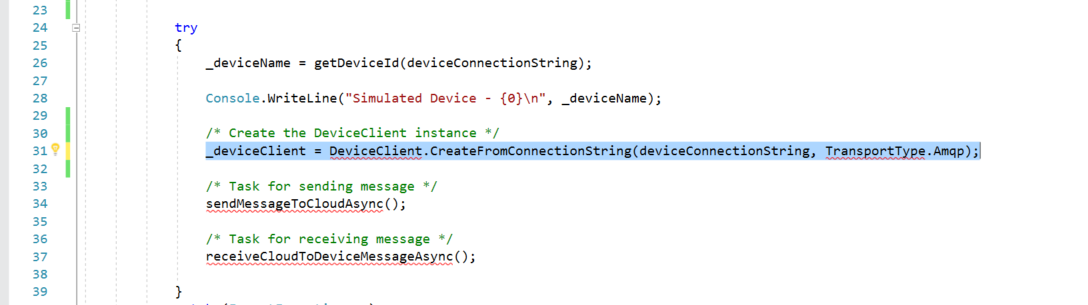 23
24 try
25 {
26 _deviceName = getDeviceId(deviceConnectionString);
27
28 Console.WriteLine("Simulated Device - {0}\n", _deviceName);
29
30 /* Create the DeviceClient instance */
31 _deviceClient = DeviceClient.CreateFromConnectionString(deviceConnectionString, TransportType.Amqp);
32
33 /* Task for sending message */
34 sendMessageToCloudAsync();
35
36 /* Task for receiving message */
37 receiveCloudToDeviceMessageAsync();
38
39 }